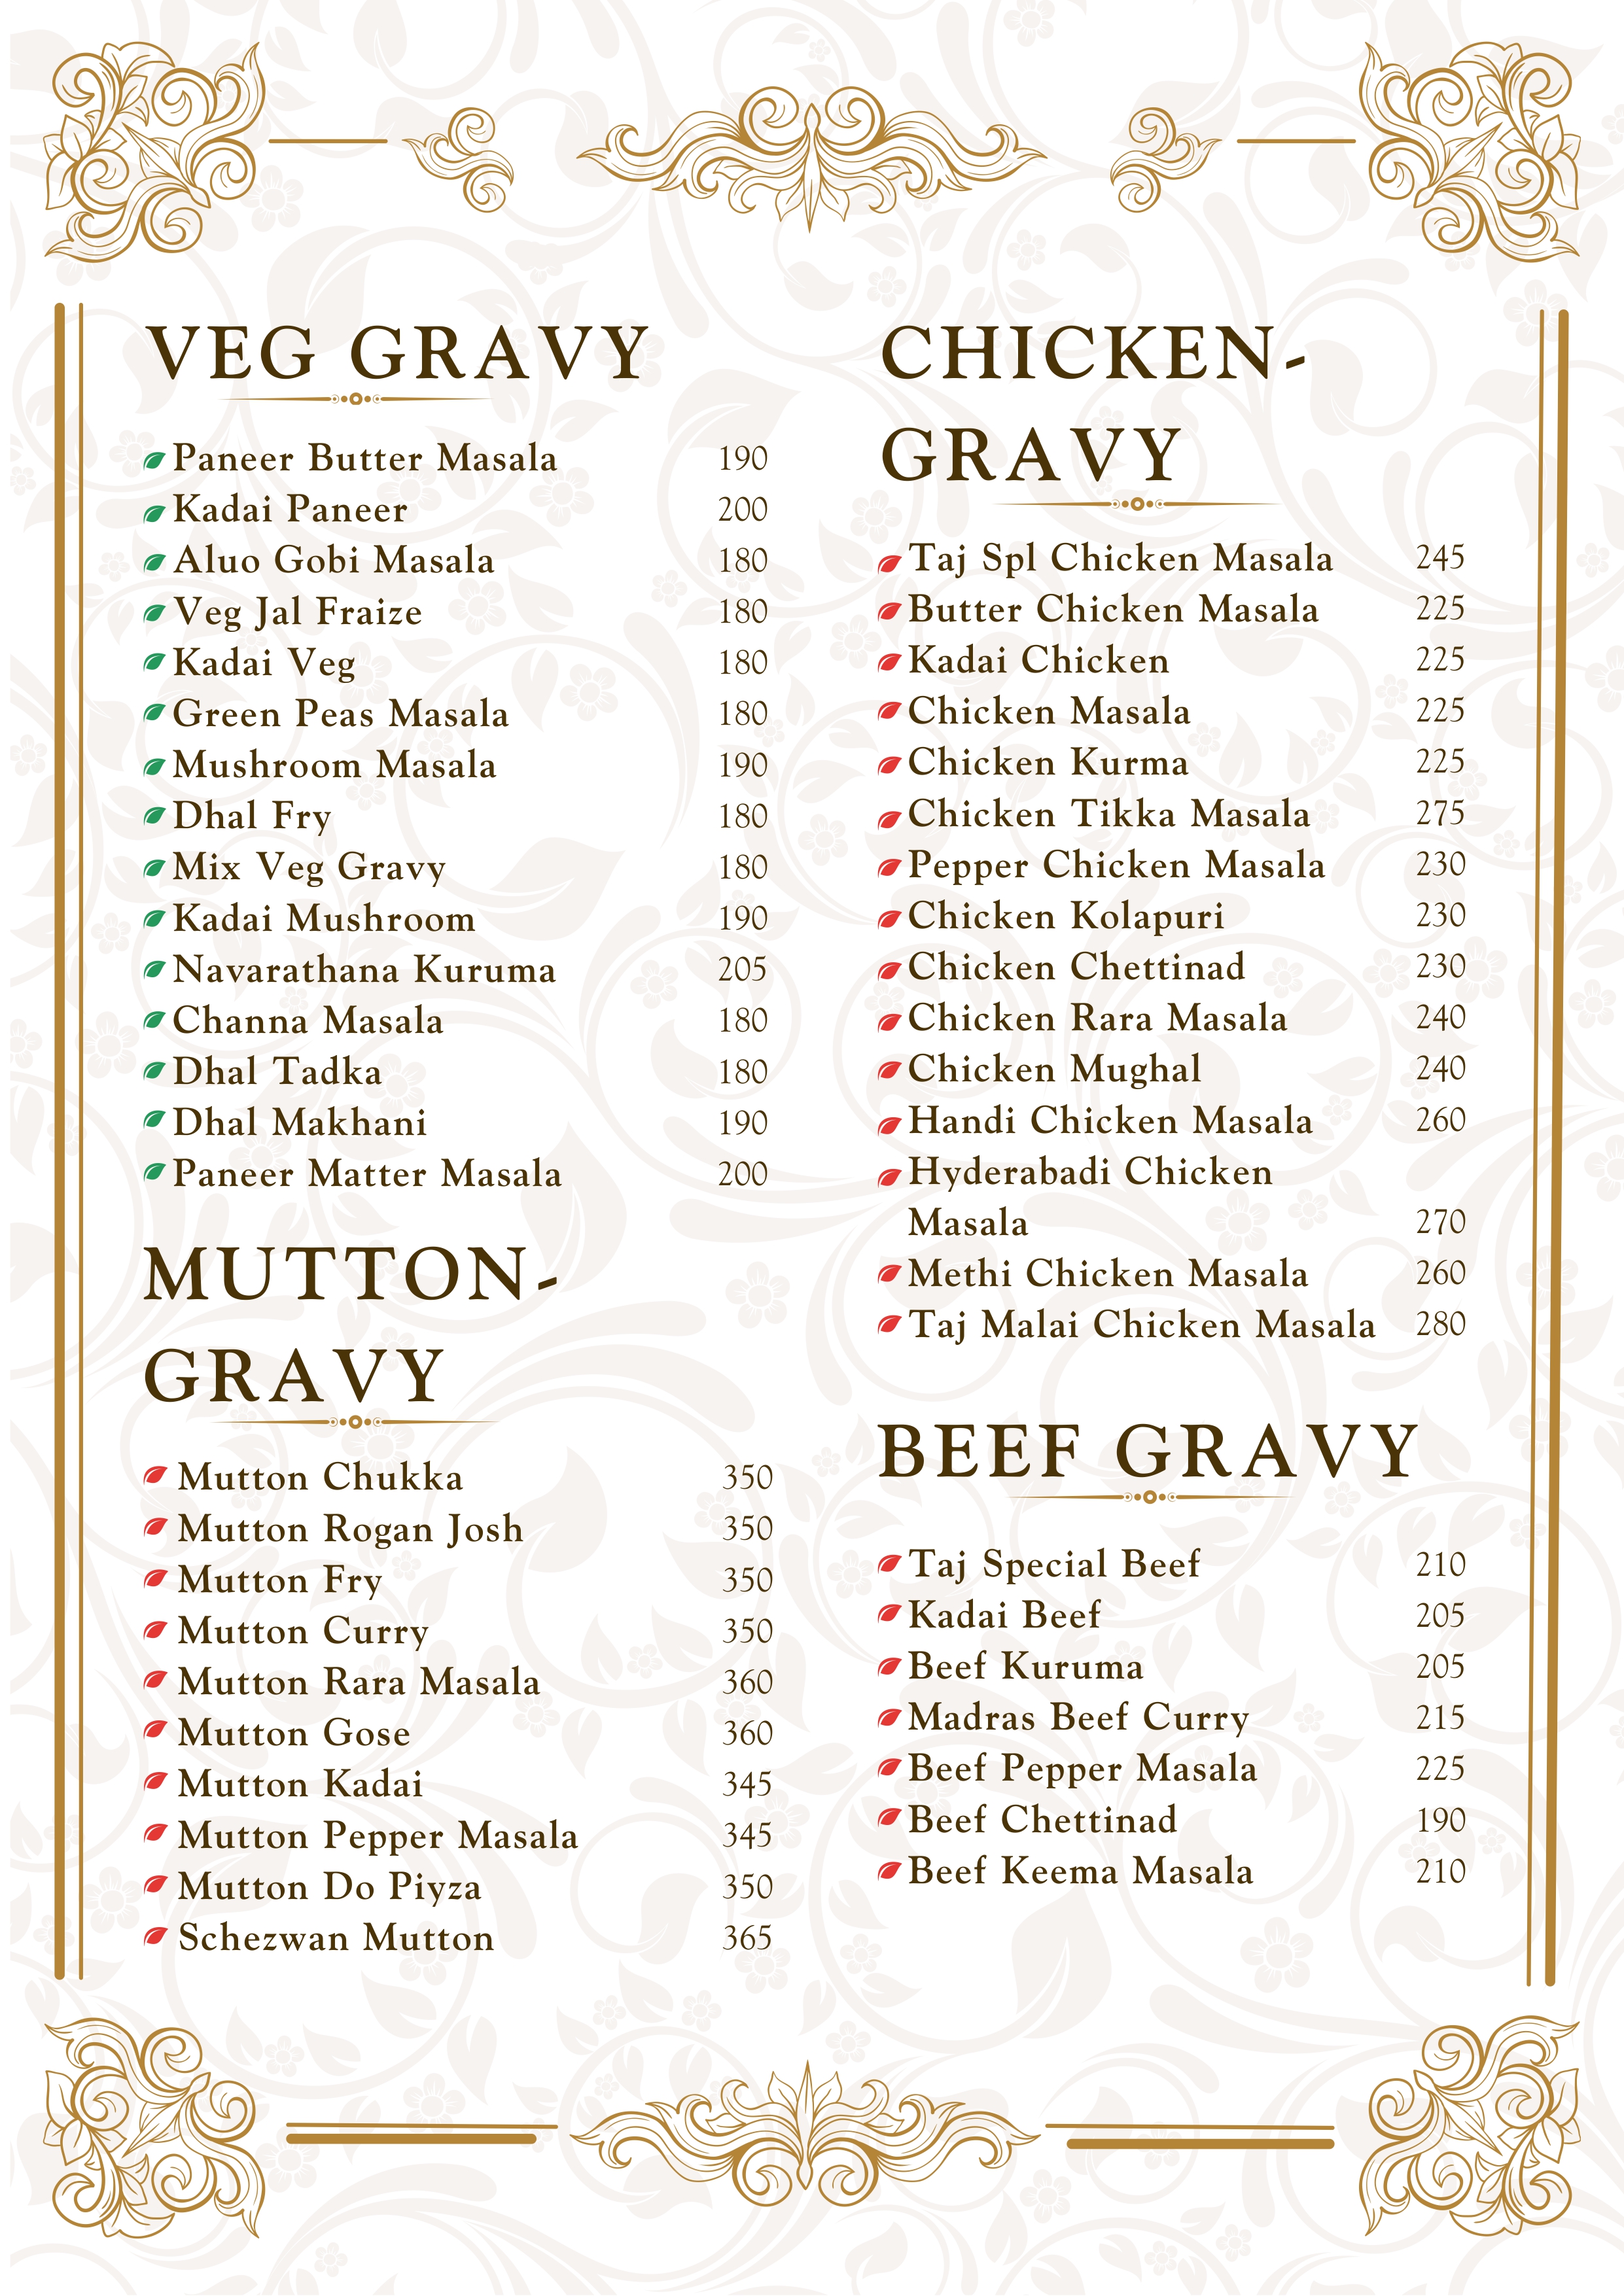 VEG GRAVY
Paneer Butter Masala 190
Kadai Paneer 200
Aluo Gobi Masala 180
Veg Jal Fraize 180
Kadai Veg 180
Green Peas Masala 180
Mushroom Masala 190
Dhal Fry 180
Mix Veg Gravy 180
Kadai Mushroom 190
Navarathana Kuruma 205
Channa Masala 180
Dhal Tadka 180
Dhal Makhani 190
Paneer Matter Masala 200
MUTTON-
GRAVY
Mutton Chukka 350
Mutton Rogan Josh 350
Mutton Fry 350
Mutton Curry 350
Mutton Rara Masala 360
Mutton Gose 360
Mutton Kadai 345
Mutton Pepper Masala 345
Mutton Do Piyza 350
Schezwan Mutton 365
CHICKEN-
GRAVY
Taj Spl Chicken Masala 245
Butter Chicken Masala 225
Kadai Chicken 225
Chicken Masala 225
Chicken Kurma 225
Chicken Tikka Masala 275
Pepper Chicken Masala 230
Chicken Kolapuri 230
Chicken Chettinad 230
Chicken Rara Masala 240
Chicken Mughal 240
Handi Chicken Masala 260
Hyderabadi Chicken
Masala 270
Methi Chicken Masala 260
Taj Malai Chicken Masala 280
BEEF GRAVY
Taj Special Beef 210
Kadai Beef 205
Beef Kuruma 205
Madras Beef Curry 215
Beef Pepper Masala 225
Beef Chettinad 190
Beef Keema Masala 210